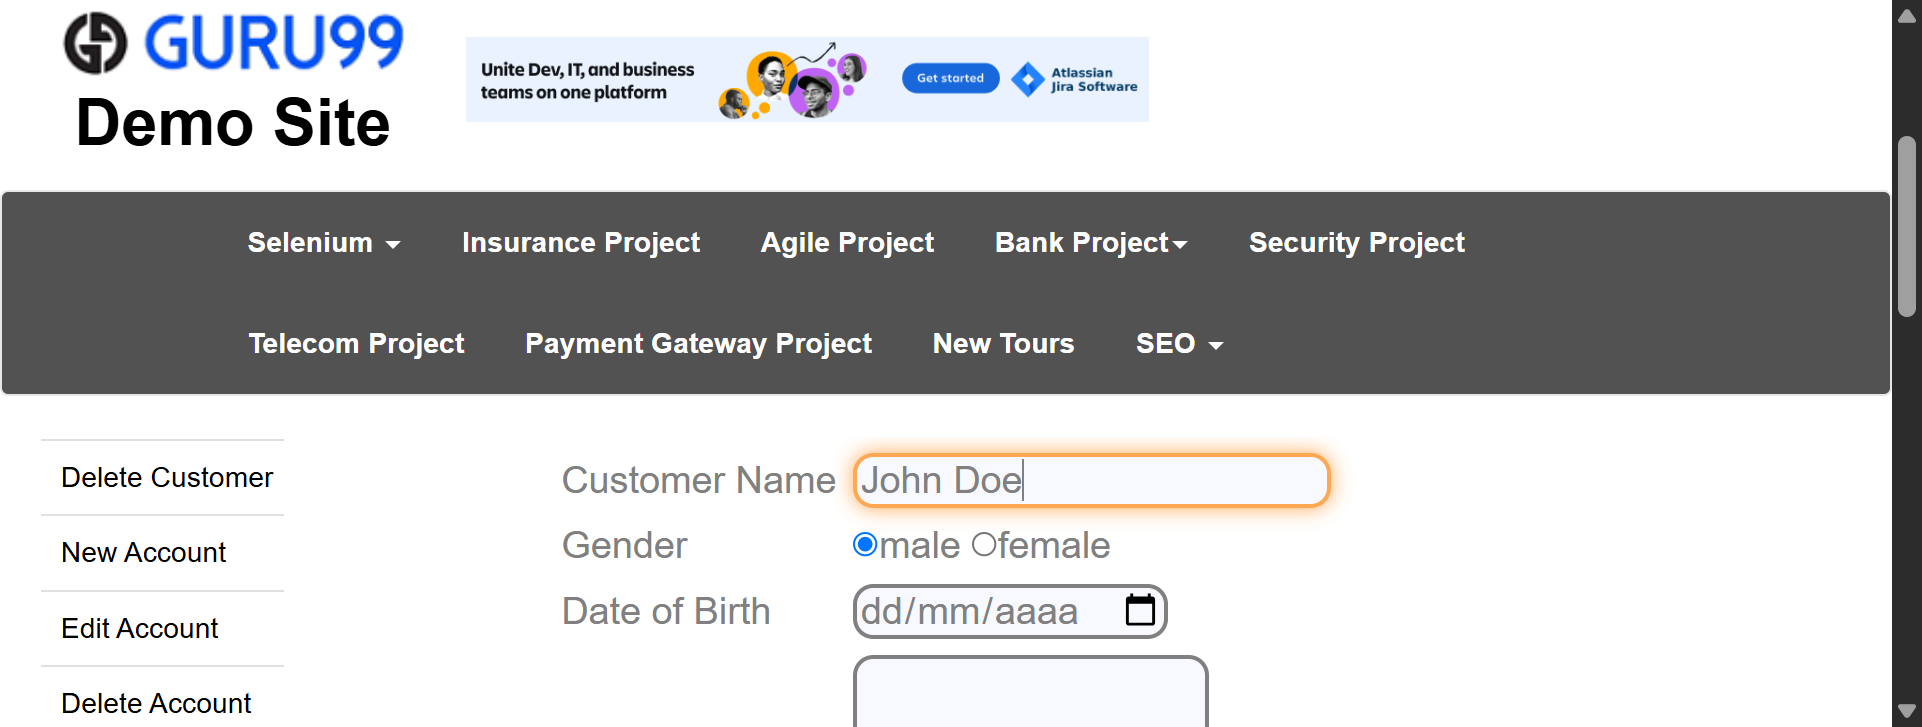 GURU99
Demo Site
Unite Dev, IT, and business
teams on one platform
Get started
Atlassian
Jira Software
Selenium
Insurance Project
Agile Project
Bank Project
Security Project
Telecom Project
Payment Gateway Project
New Tours
SEO
Delete Customer
New Account
Edit Account
Delete Account
Customer Name John Doe
Gender male female
Date of Birth dd/mm/aaaa